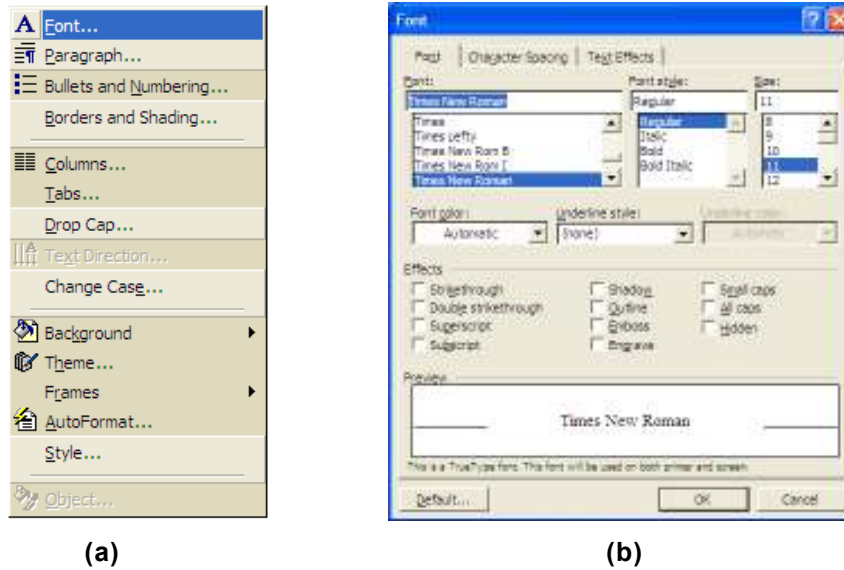 Font...
Paragraph...
Bullets and Numbering...
Borders and Shading...
Columns...
Tabs...
Drop Cap...
Text Direction...
Change Case...
Background
Theme...
Frames
AutoFormat...
Style...
Object...
(a)
Font
Font Character Spacing Text Effects
Font: Font style: Size:
Times New Roman Regular 11
Times Regular 8
Times Lefty Italic 9
Times New Rom B Bold 10
Times New Rom I Bold Italic 11
Times New Roman 12
Font color: Underline style: Underline color:
Automatic (none) Automatic
Effects
Strikethrough Shadow Small caps
Double strikethrough Outline All caps
Superscript Emboss Hidden
Subscript Engrave
Preview
Times New Roman
This is a TrueType font. This font will be used on both printer and screen.
Default... OK Cancel
(b)